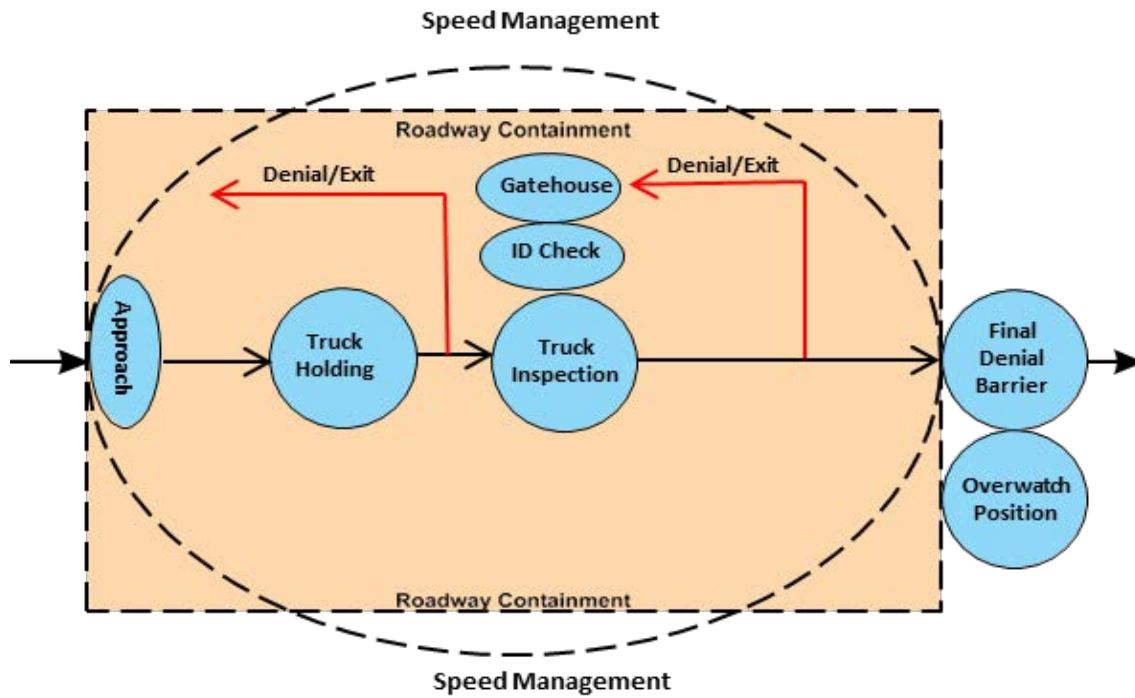 Speed Management
Roadway Containment
Denial/Exit
Denial/Exit
Gatehouse
ID Check
Approach
Truck
Holding
Truck
Inspection
Final
Denial
Barrier
Overwatch
Position
Roadway Containment
Speed Management